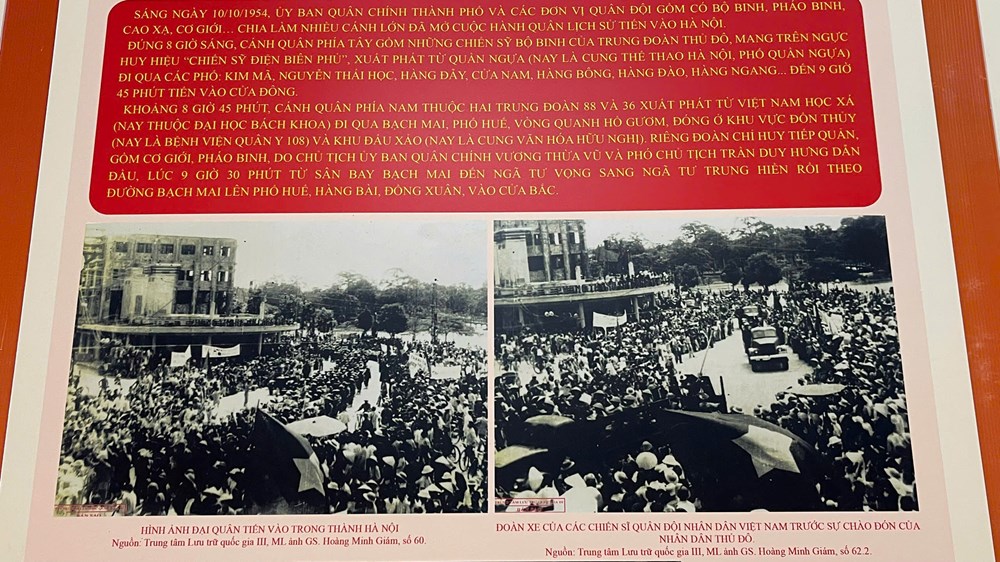 SÁNG NGÀY 10/10/1954, ỦY BAN QUÂN CHÍNH THÀNH PHỐ VÀ CÁC ĐƠN VỊ QUÂN ĐỘI GỒM CÓ BỘ BINH, PHÁO BINH,
CAO XẠ, CƠ GIỚI... CHIA LÀM NHIỀU CÁNH LỚN ĐÃ MỞ CUỘC HÀNH QUÂN LỊCH SỬ TIẾN VÀO HÀ NỘI.
ĐÚNG 8 GIỜ SÁNG, CÁNH QUÂN PHÍA TÂY GỒM NHỮNG CHIẾN SỸ BỘ BINH CỦA TRUNG ĐOÀN THỦ ĐÔ, MANG TRÊN NGỰC
HUY HIỆU “CHIẾN SỸ ĐIỆN BIÊN PHỦ”, XUẤT PHÁT TỪ QUẦN NGỰA (NAY LÀ CUNG THỂ THAO HÀ NỘI, PHỐ QUẦN NGỰA)
ĐI QUA CÁC PHỐ: KIM MÃ, NGUYỄN THÁI HỌC, HÀNG ĐẪY, CỬA NAM, HÀNG BÔNG, HÀNG ĐÀO, HÀNG NGANG... ĐẾN 9 GIỜ
45 PHÚT TIẾN VÀO CỬA ĐÔNG.
KHOẢNG 8 GIỜ 45 PHÚT, CÁNH QUÂN PHÍA NAM THUỘC HAI TRUNG ĐOÀN 88 VÀ 36 XUẤT PHÁT TỪ VIỆT NAM HỌC XÁ
(NAY THUỘC ĐẠI HỌC BÁCH KHOA) ĐI QUA BẠCH MAI, PHỐ HUẾ, VÒNG QUANH HỒ GƯƠM, ĐÓNG Ở KHU VỰC ĐỒN THỦY
(NAY LÀ BỆNH VIỆN QUÂN Y 108) VÀ KHU ĐẤU XẢO (NAY LÀ CUNG VĂN HÓA HỮU NGHỊ). RIÊNG ĐOÀN CHỈ HUY TIẾP QUẢN,
GỒM CƠ GIỚI, PHÁO BINH, DO CHỦ TỊCH ỦY BAN QUÂN CHÍNH VƯƠNG THỪA VŨ VÀ PHÓ CHỦ TỊCH TRẦN DUY HƯNG DẪN
ĐẦU, LÚC 9 GIỜ 30 PHÚT TỪ SÂN BAY BẠCH MAI ĐẾN NGÃ TƯ VỌNG SANG NGÃ TƯ TRUNG HIỀN RỒI THEO
ĐƯỜNG BẠCH MAI LÊN PHỐ HUẾ, HÀNG BÀI, ĐỒNG XUÂN, VÀO CỬA BẮC.
HÌNH ẢNH ĐẠI QUÂN TIẾN VÀO TRONG THÀNH HÀ NỘI
Nguồn: Trung tâm Lưu trữ quốc gia III, ML ảnh GS. Hoàng Minh Giám, số 60.
ĐOÀN XE CỦA CÁC CHIẾN SĨ QUÂN ĐỘI NHÂN DÂN VIỆT NAM TRƯỚC SỰ CHÀO ĐÓN CỦA
NHÂN DÂN THỦ ĐÔ.
Nguồn: Trung tâm Lưu trữ quốc gia III, ML ảnh GS. Hoàng Minh Giám, số 62.2.